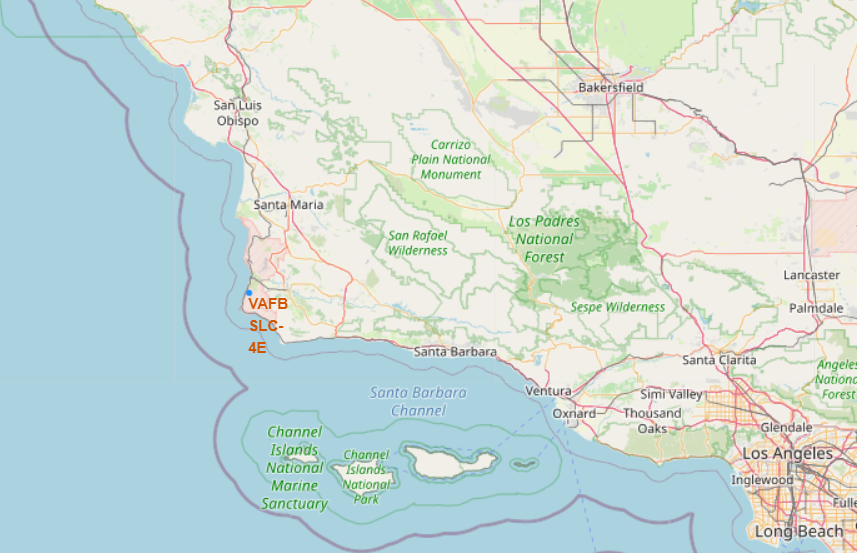 Bakersfield
San Luis
Obispo
Carrizo
Plain National
Monument
Santa Maria
Los Padres
National
Forest
San Rafael
Wilderness
Lancaster
VAFB
SLC-
4E
Sespe Wilderness
Palmdale
Santa Barbara
Santa Clarita
Angeles
Nationa
Forest
Santa Barbara
Channel
Ventura
Simi Valley
Oxnard
Thousand
Oaks
Glendale
Channel
Islands
National
Marine
Sanctuary
Channel
Islands
National
Park
Los Angeles
Inglewood
Fulle
Long Beach